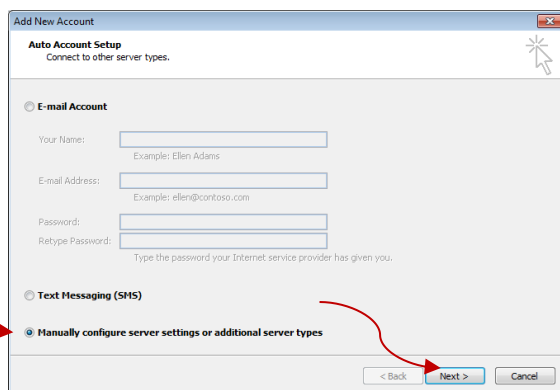 Add New Account
Auto Account Setup
Connect to other server types.
E-mail Account
Your Name:
Example: Ellen Adams
E-mail Address:
Example: ellen@contoso.com
Password:
Retype Password:
Type the password your Internet service provider has given you.
Text Messaging (SMS)
Manually configure server settings or additional server types
< Back Next > Cancel